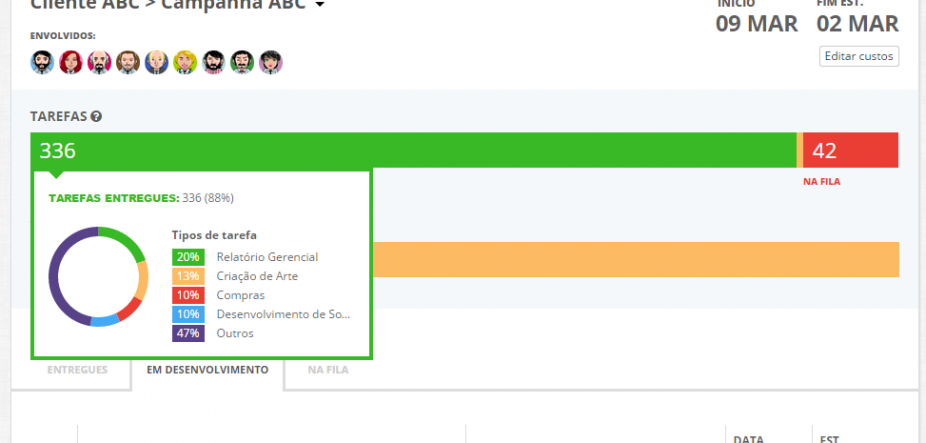 Cliente ABC > Campanha ABC
INÍCIO
FIM EST.
09 MAR
02 MAR
ENVOLVIDOS:
Editar custos
TAREFAS
336
42
NA FILA
TAREFAS ENTREGUES: 336 (88%)
Tipos de tarefa
20% Relatório Gerencial
13% Criação de Arte
10% Compras
10% Desenvolvimento de So...
47% Outros
ENTREGUES
EM DESENVOLVIMENTO
NA FILA
DATA
EST